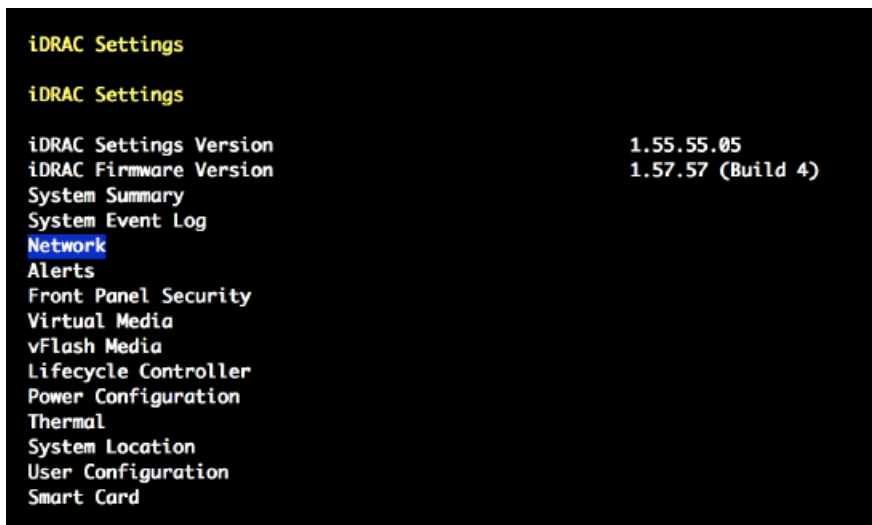 iDRAC Settings
iDRAC Settings
iDRAC Settings Version 1.55.55.05
iDRAC Firmware Version 1.57.57 (Build 4)
System Summary
System Event Log
Network
Alerts
Front Panel Security
Virtual Media
vFlash Media
Lifecycle Controller
Power Configuration
Thermal
System Location
User Configuration
Smart Card